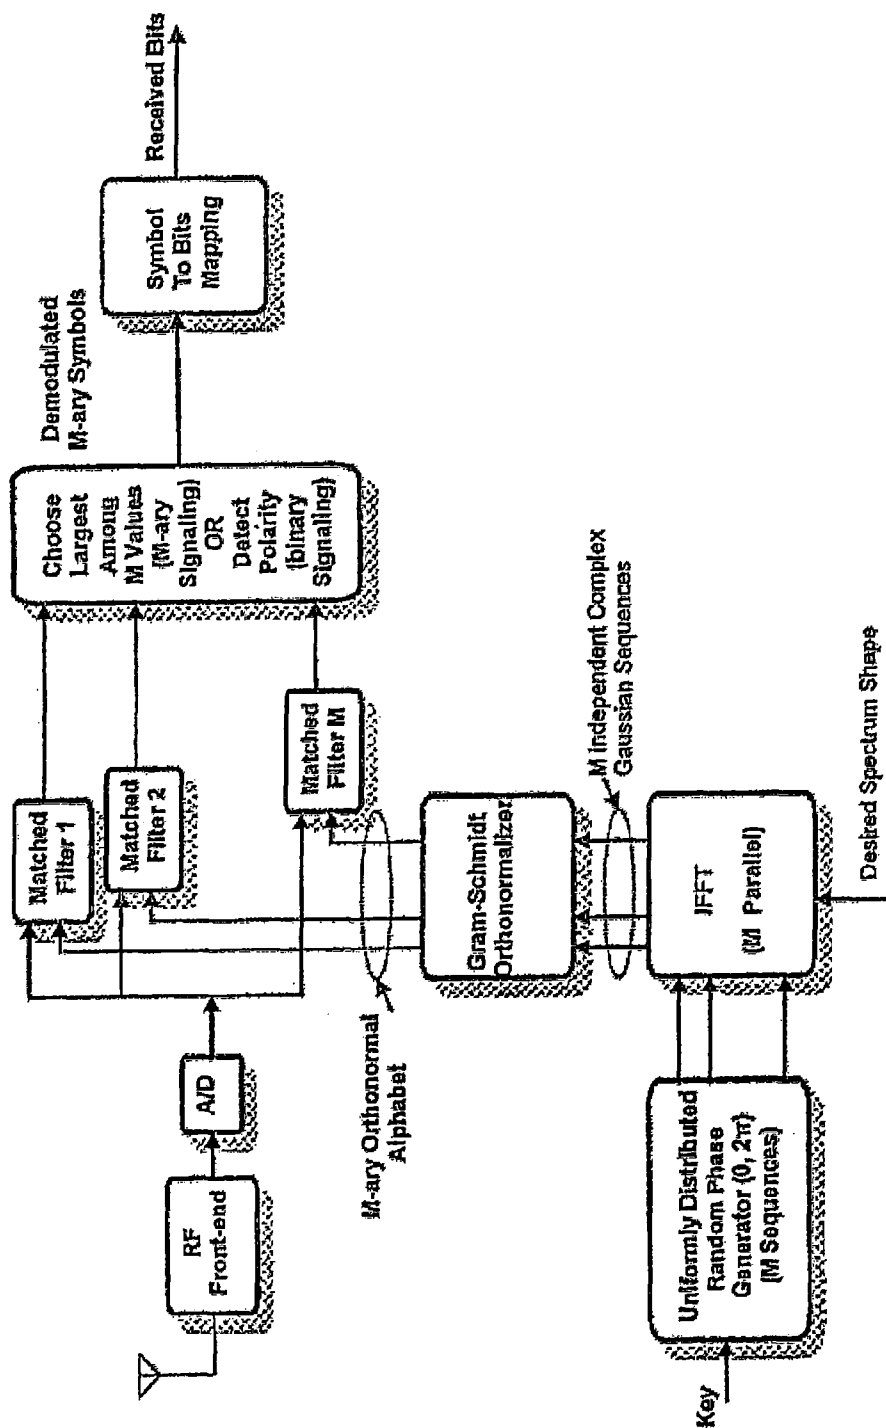 RF
Front-end
A/D
Matched
Filter 1
Matched
Filter 2
Matched
Filter M
Choose
Largest
Among
M Values
(M-ary
Signaling)
OR
Detect
Polarity
(binary
Signaling)
Demodulated
M-ary Symbols
Symbol
To Bits
Mapping
Received Bits
M-ary Orthonormal
Alphabet
Gram-Schmidt
Orthonormalizer
M Independent Complex
Gaussian Sequences
Key
Uniformly Distributed
Random Phase
Generator (0, 2π)
(M Sequences)
IFFT
(M Parallel)
Desired Spectrum Shape